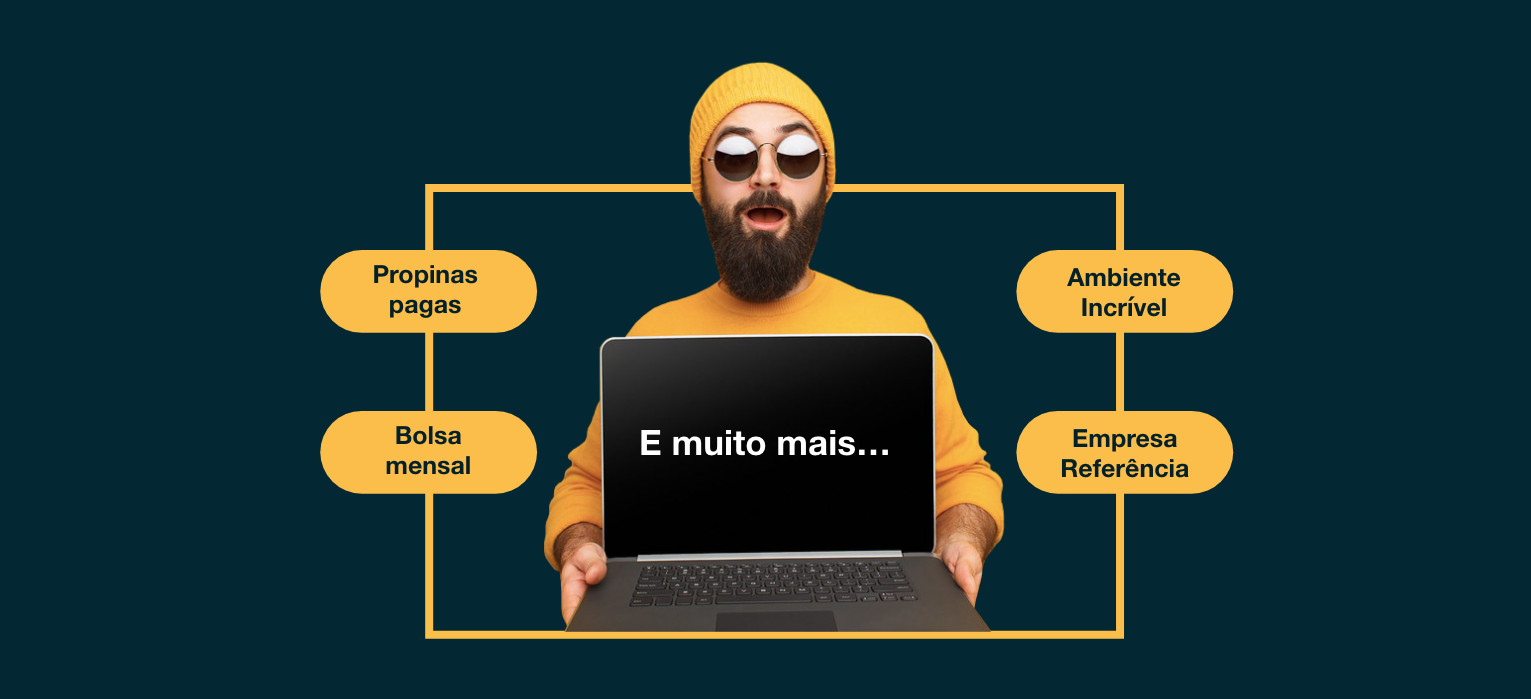 Propinas
pagas
Ambiente
Incrível
Bolsa
mensal
E muito mais...
Empresa
Referência